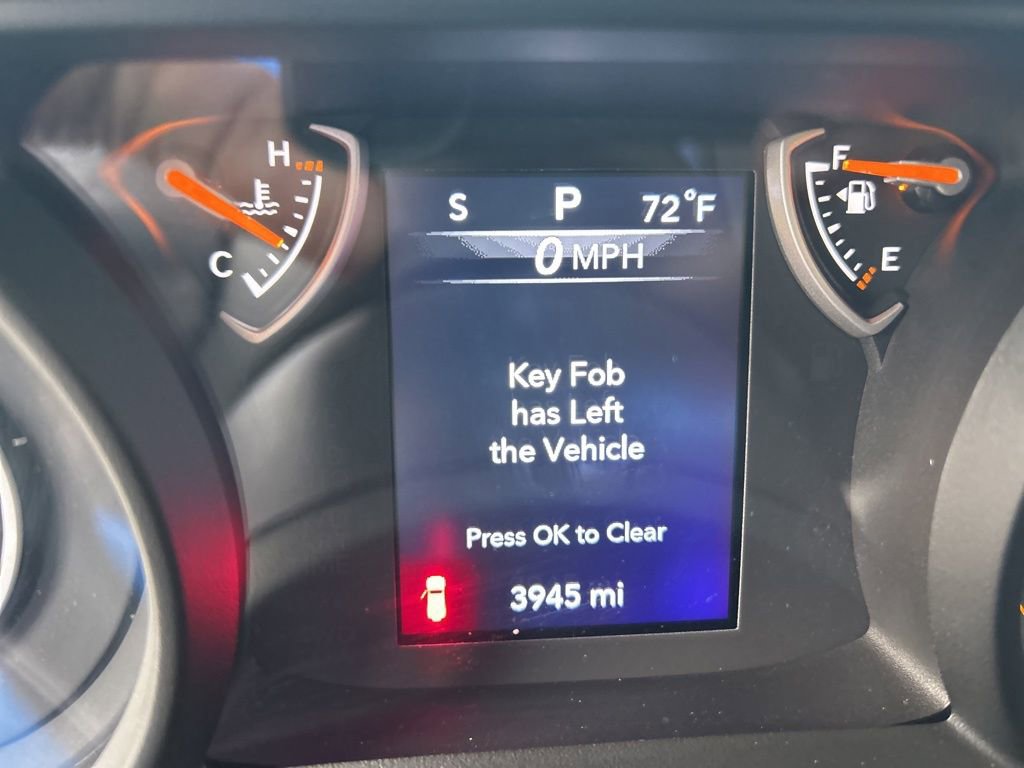 H
C
S P 72°F
0 MPH
F
E
Key Fob
has Left
the Vehicle
Press OK to Clear
3945 mi